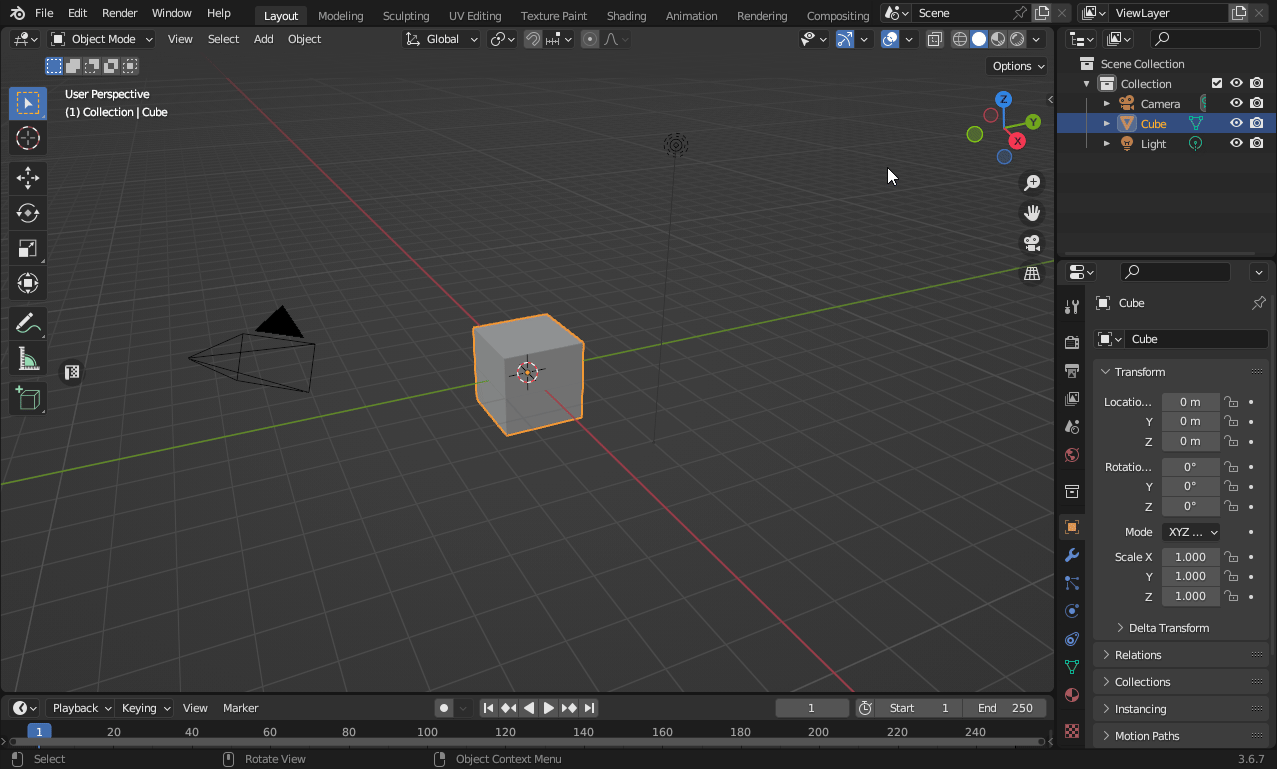 File Edit Render Window Help Layout Modeling Sculpting UV Editing Texture Paint Shading Animation Rendering Compositing Scene ViewLayer
Object Mode View Select Add Object Global
Options
User Perspective
(1) Collection | Cube
Z
Y
X
Scene Collection
Collection
Camera
Cube
Light
Cube
Cube
Transform
Locatio... 0 m
Y 0 m
Z 0 m
Rotatio... 0°
Y 0°
Z 0°
Mode XYZ ...
Scale X 1.000
Y 1.000
Z 1.000
Delta Transform
Relations
Collections
Instancing
Motion Paths
Playback Keying View Marker 1 Start 1 End 250
1 20 40 60 80 100 120 140 160 180 200 220 240
Select Rotate View Object Context Menu 3.6.7